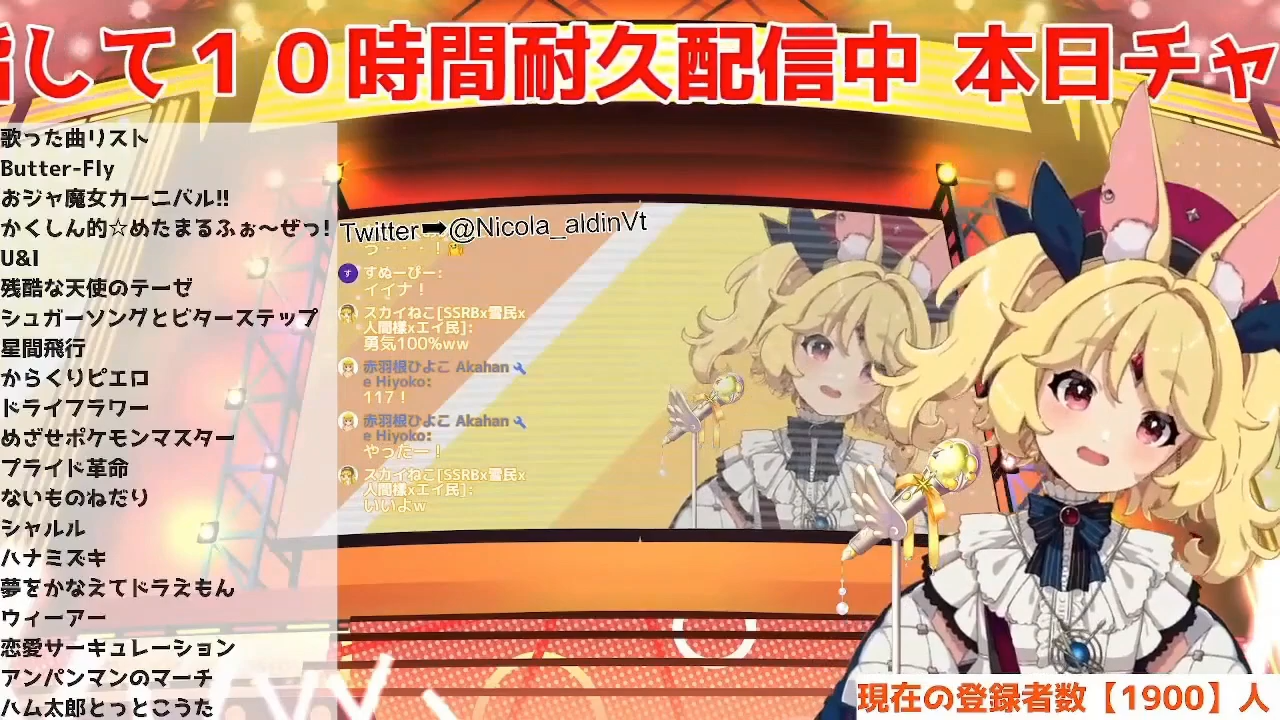 指して１０時間耐久配信中 本日チャ
歌った曲リスト
Butter-Fly
おジャ魔女カーニバル!!
かくしん的☆めたまるふぉ～ぜっ!
U&I
残酷な天使のテーゼ
シュガーソングとビターステップ
星間飛行
からくりピエロ
ドライフラワー
めざせポケモンマスター
プライド革命
ないものねだり
シャルル
ハナミズキ
夢をかなえてドラえもん
ウィーアー
恋愛サーキュレーション
アンパンマンのマーチ
ハム太郎とっとこうた
Twitter➡@Nicola_aldinVt
っ・・・！
す
すぬーぴー:
イイナ！
スカイねこ[SSRBx雪民x
人間様xエイ民]:
勇気100%ww
赤羽根ひよこ Akahan
e Hiyoko:
117！
赤羽根ひよこ Akahan
e Hiyoko:
やったー！
スカイねこ[SSRBx雪民x
人間様xエイ民]:
いいよw
現在の登録者数【1900】人